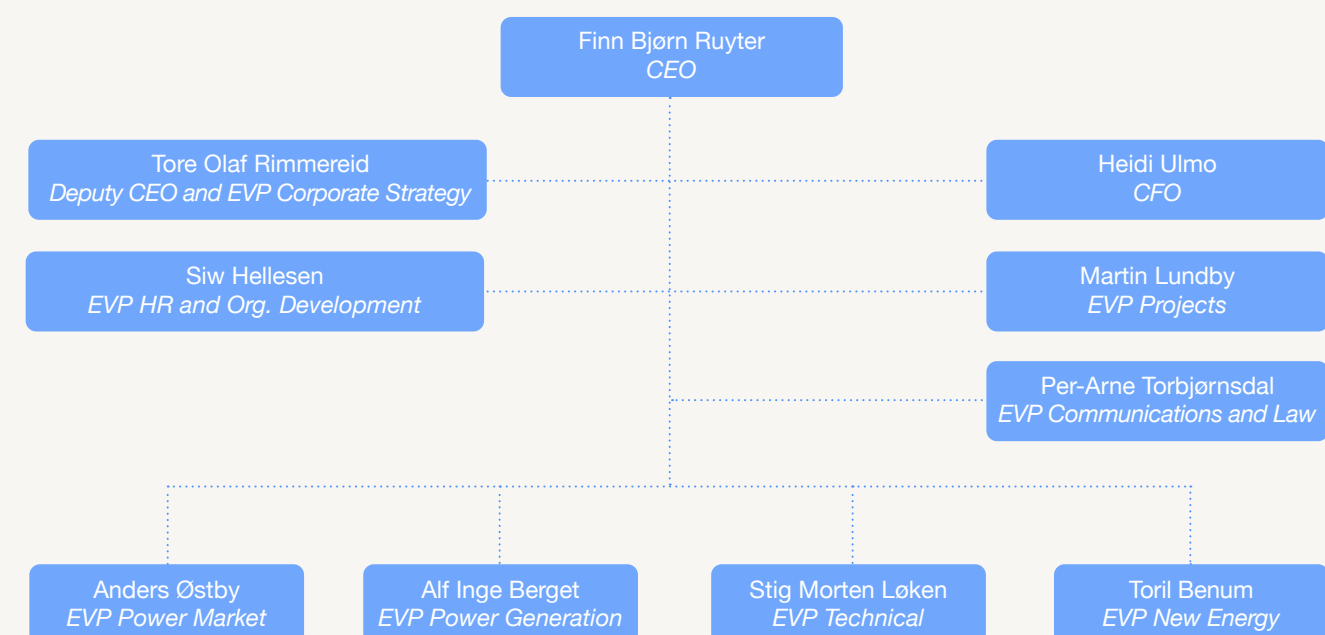 Finn Bjørn Ruyter
CEO
Tore Olaf Rimmereid
Deputy CEO and EVP Corporate Strategy
Heidi Ulmo
CFO
Siw Hellesen
EVP HR and Org. Development
Martin Lundby
EVP Projects
Per-Arne Torbjørnsdal
EVP Communications and Law
Anders Østby
EVP Power Market
Alf Inge Berget
EVP Power Generation
Stig Morten Løken
EVP Technical
Toril Benum
EVP New Energy